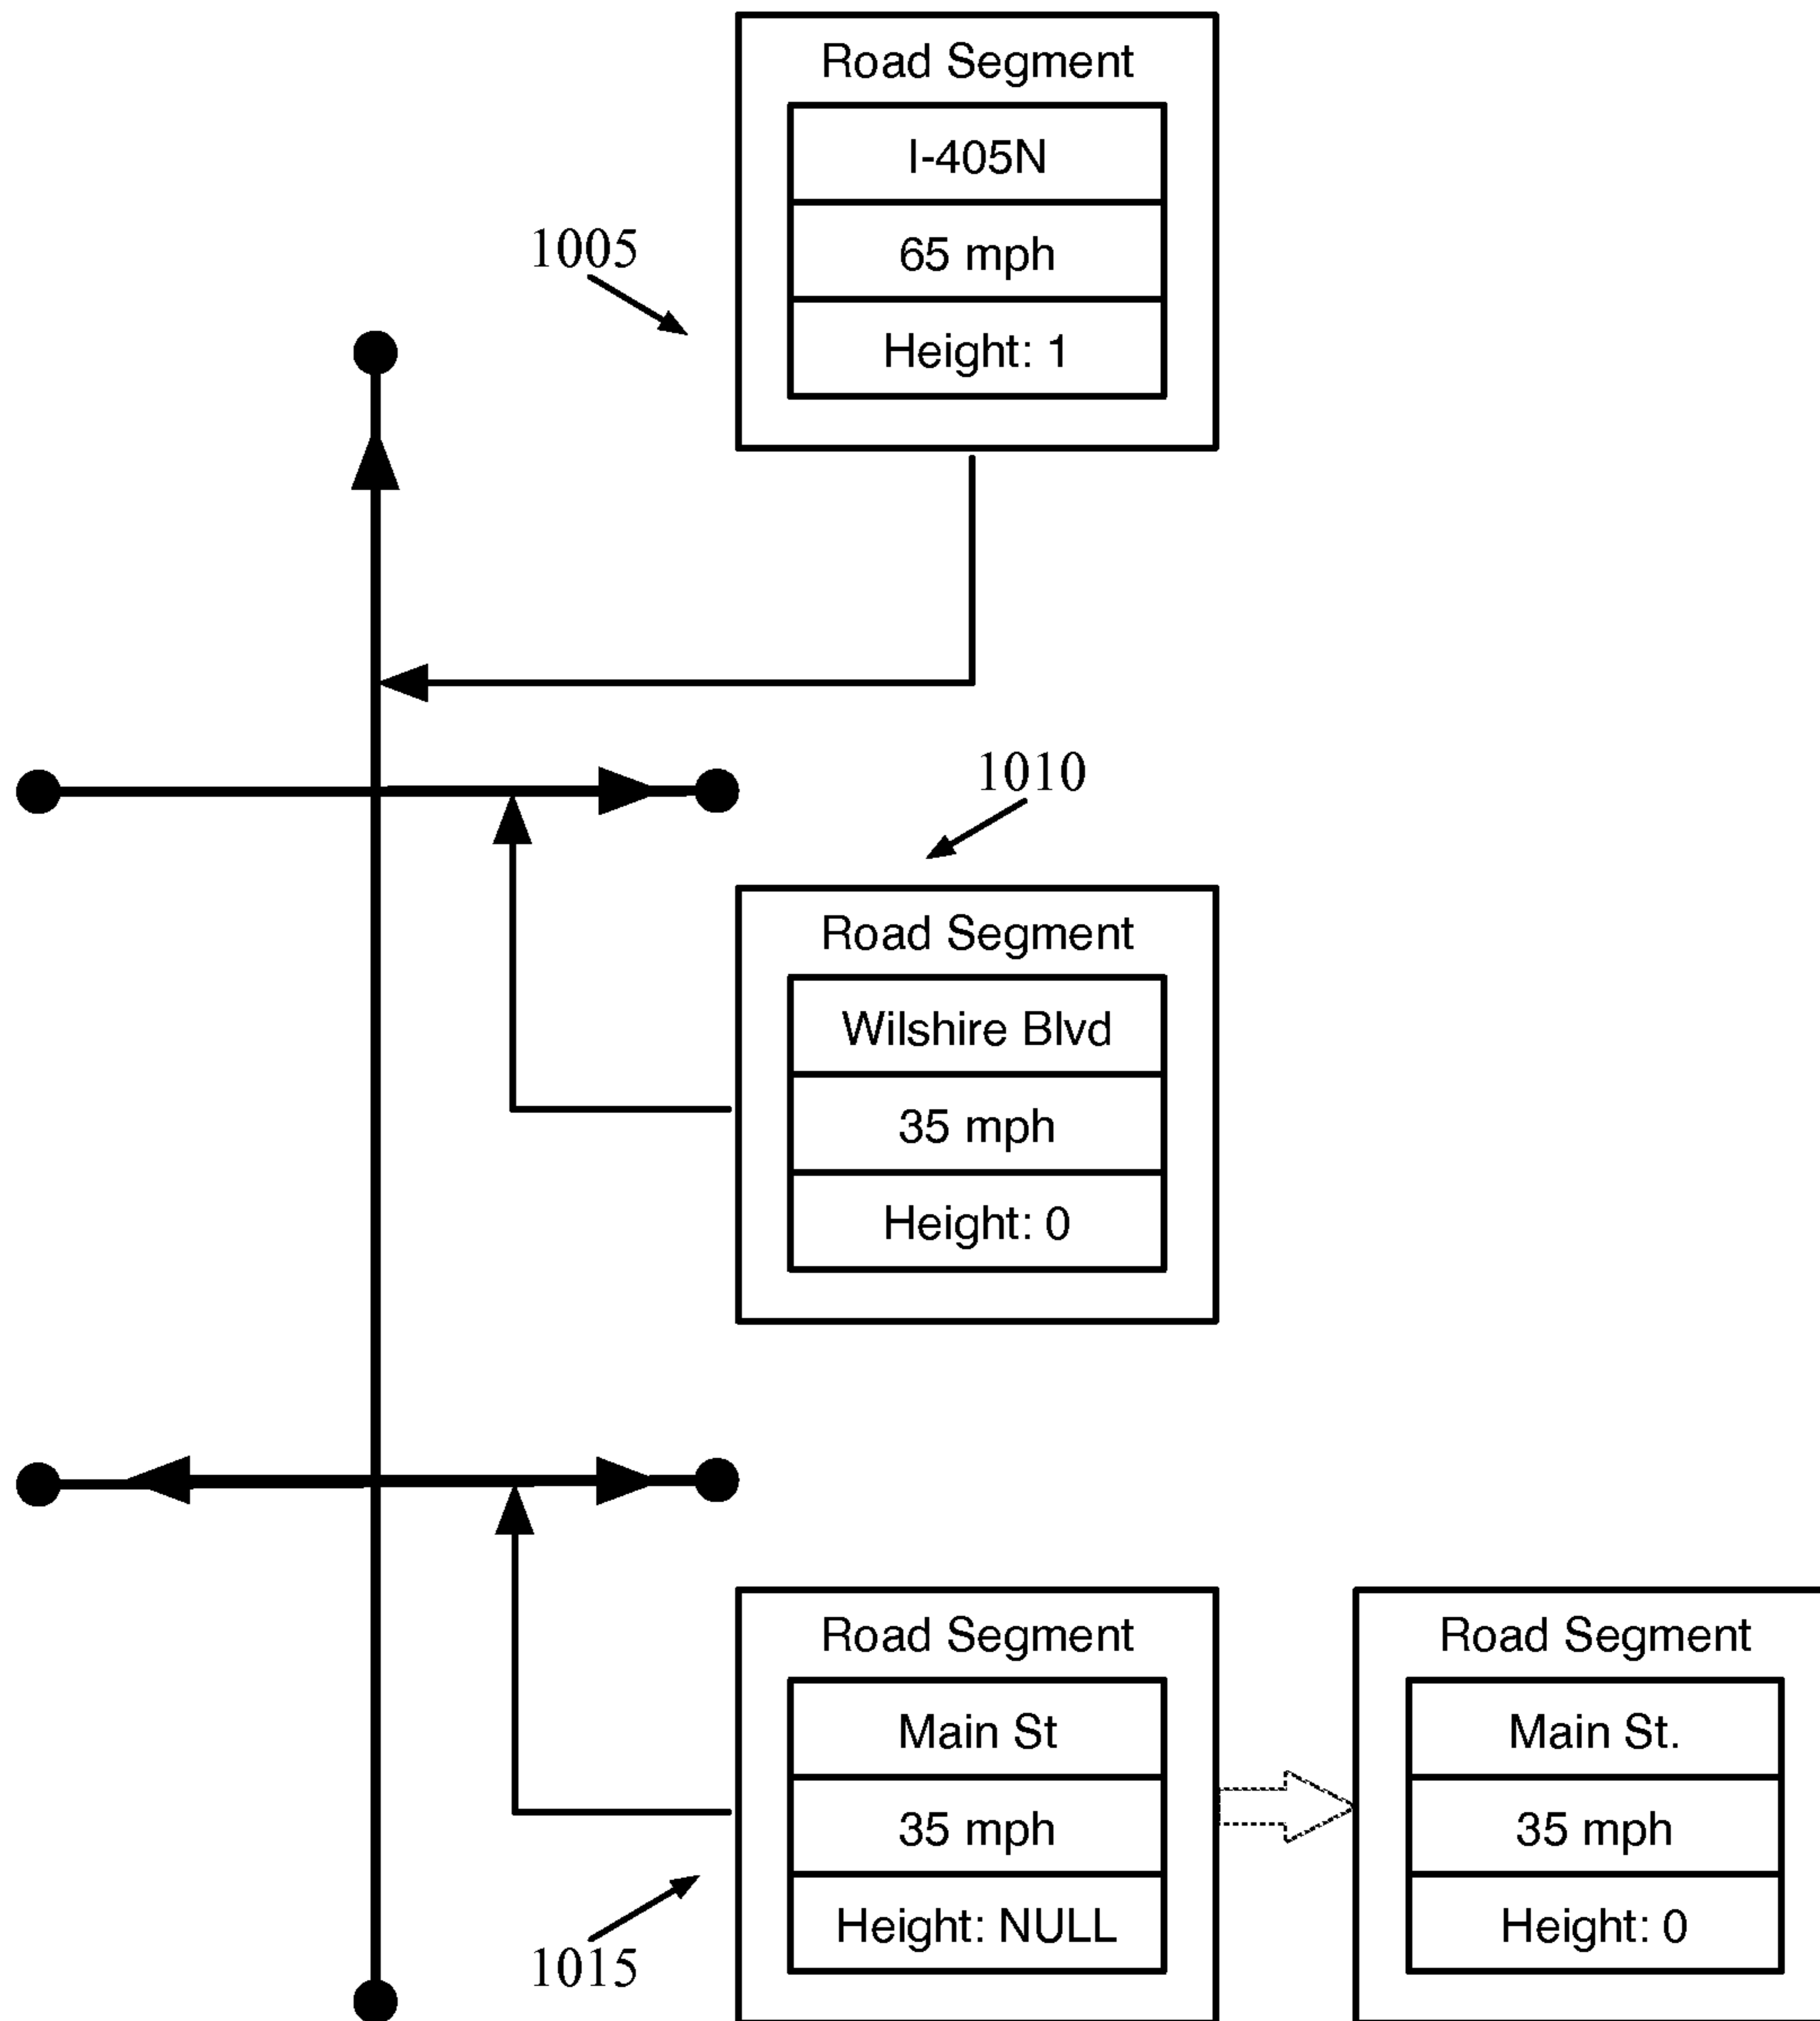 Road Segment
I-405N
65 mph
Height: 1
1005
1010
Road Segment
Wilshire Blvd
35 mph
Height: 0
Road Segment
Main St
35 mph
Height: NULL
1015
Road Segment
Main St.
35 mph
Height: 0